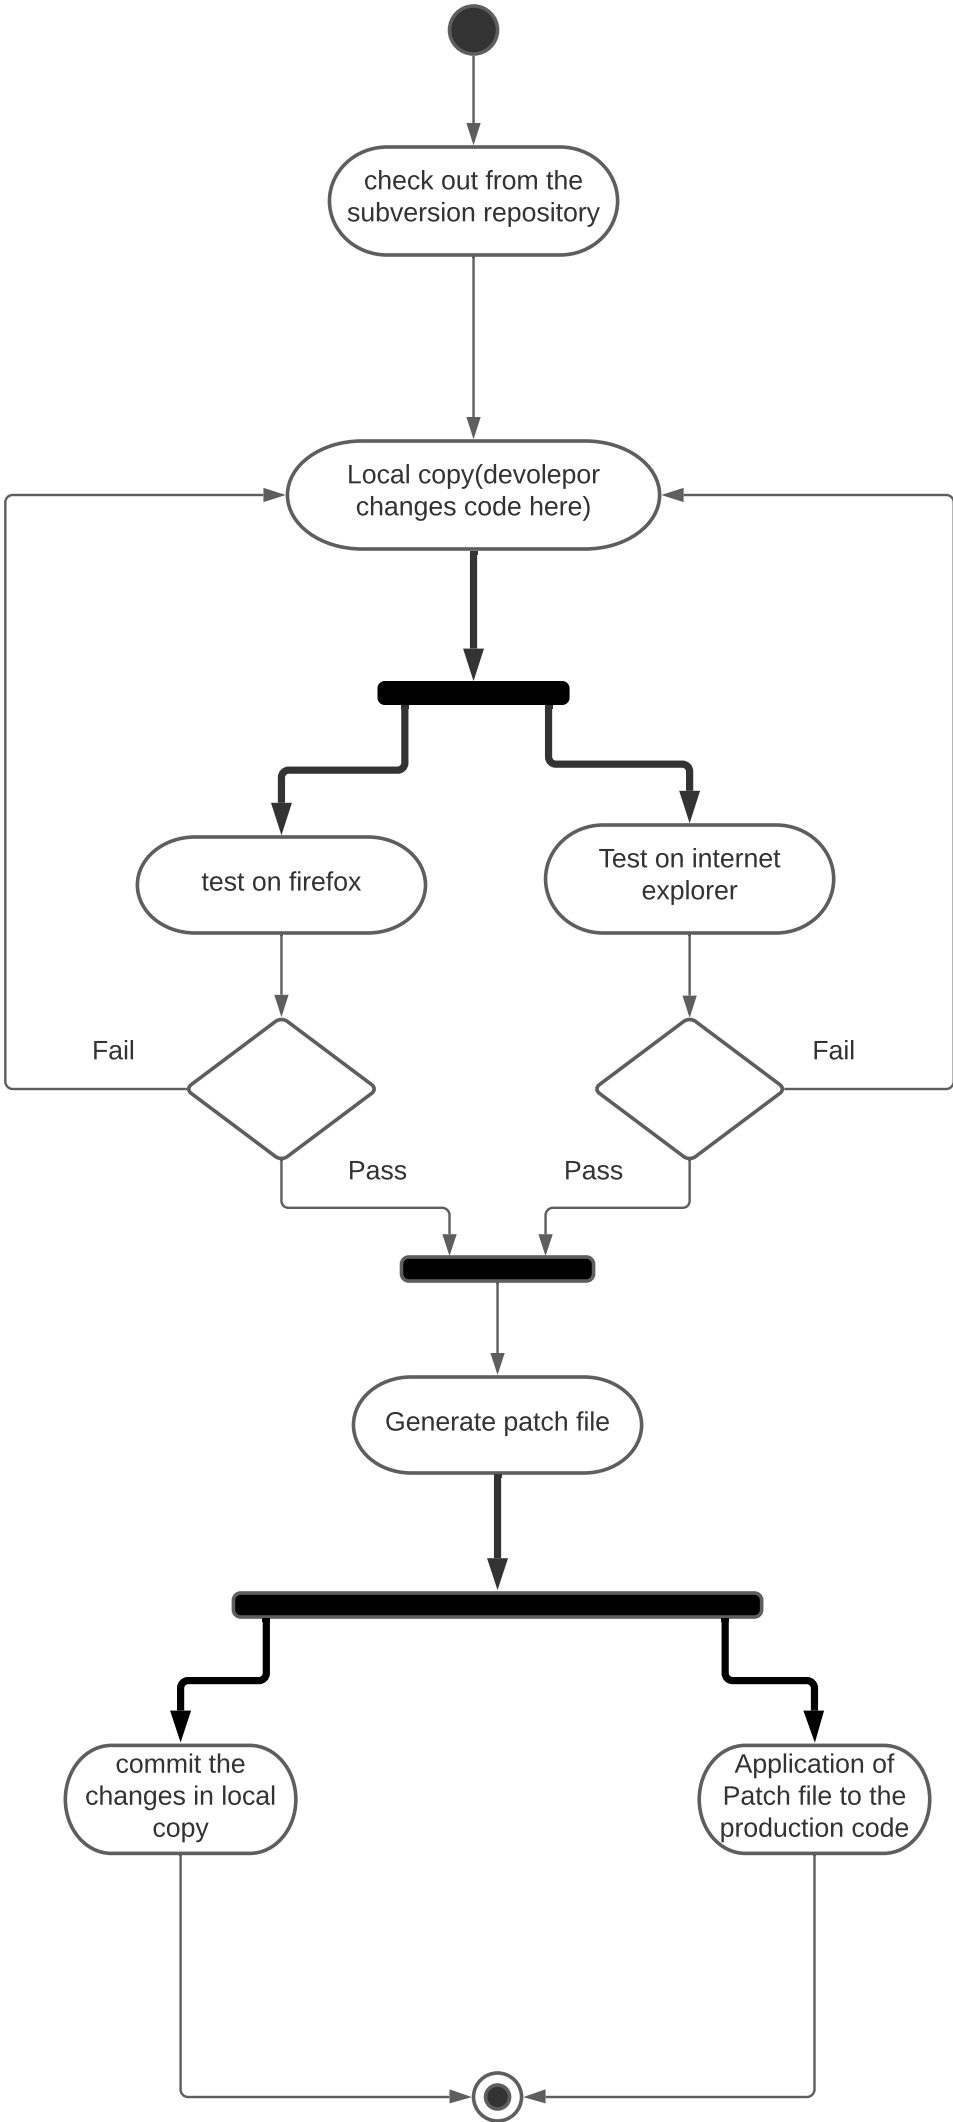 check out from the
subversion repository
Local copy(devolepor
changes code here)
test on firefox
Test on internet
explorer
Fail
Fail
Pass
Pass
Generate patch file
commit the
changes in local
copy
Application of
Patch file to the
production code